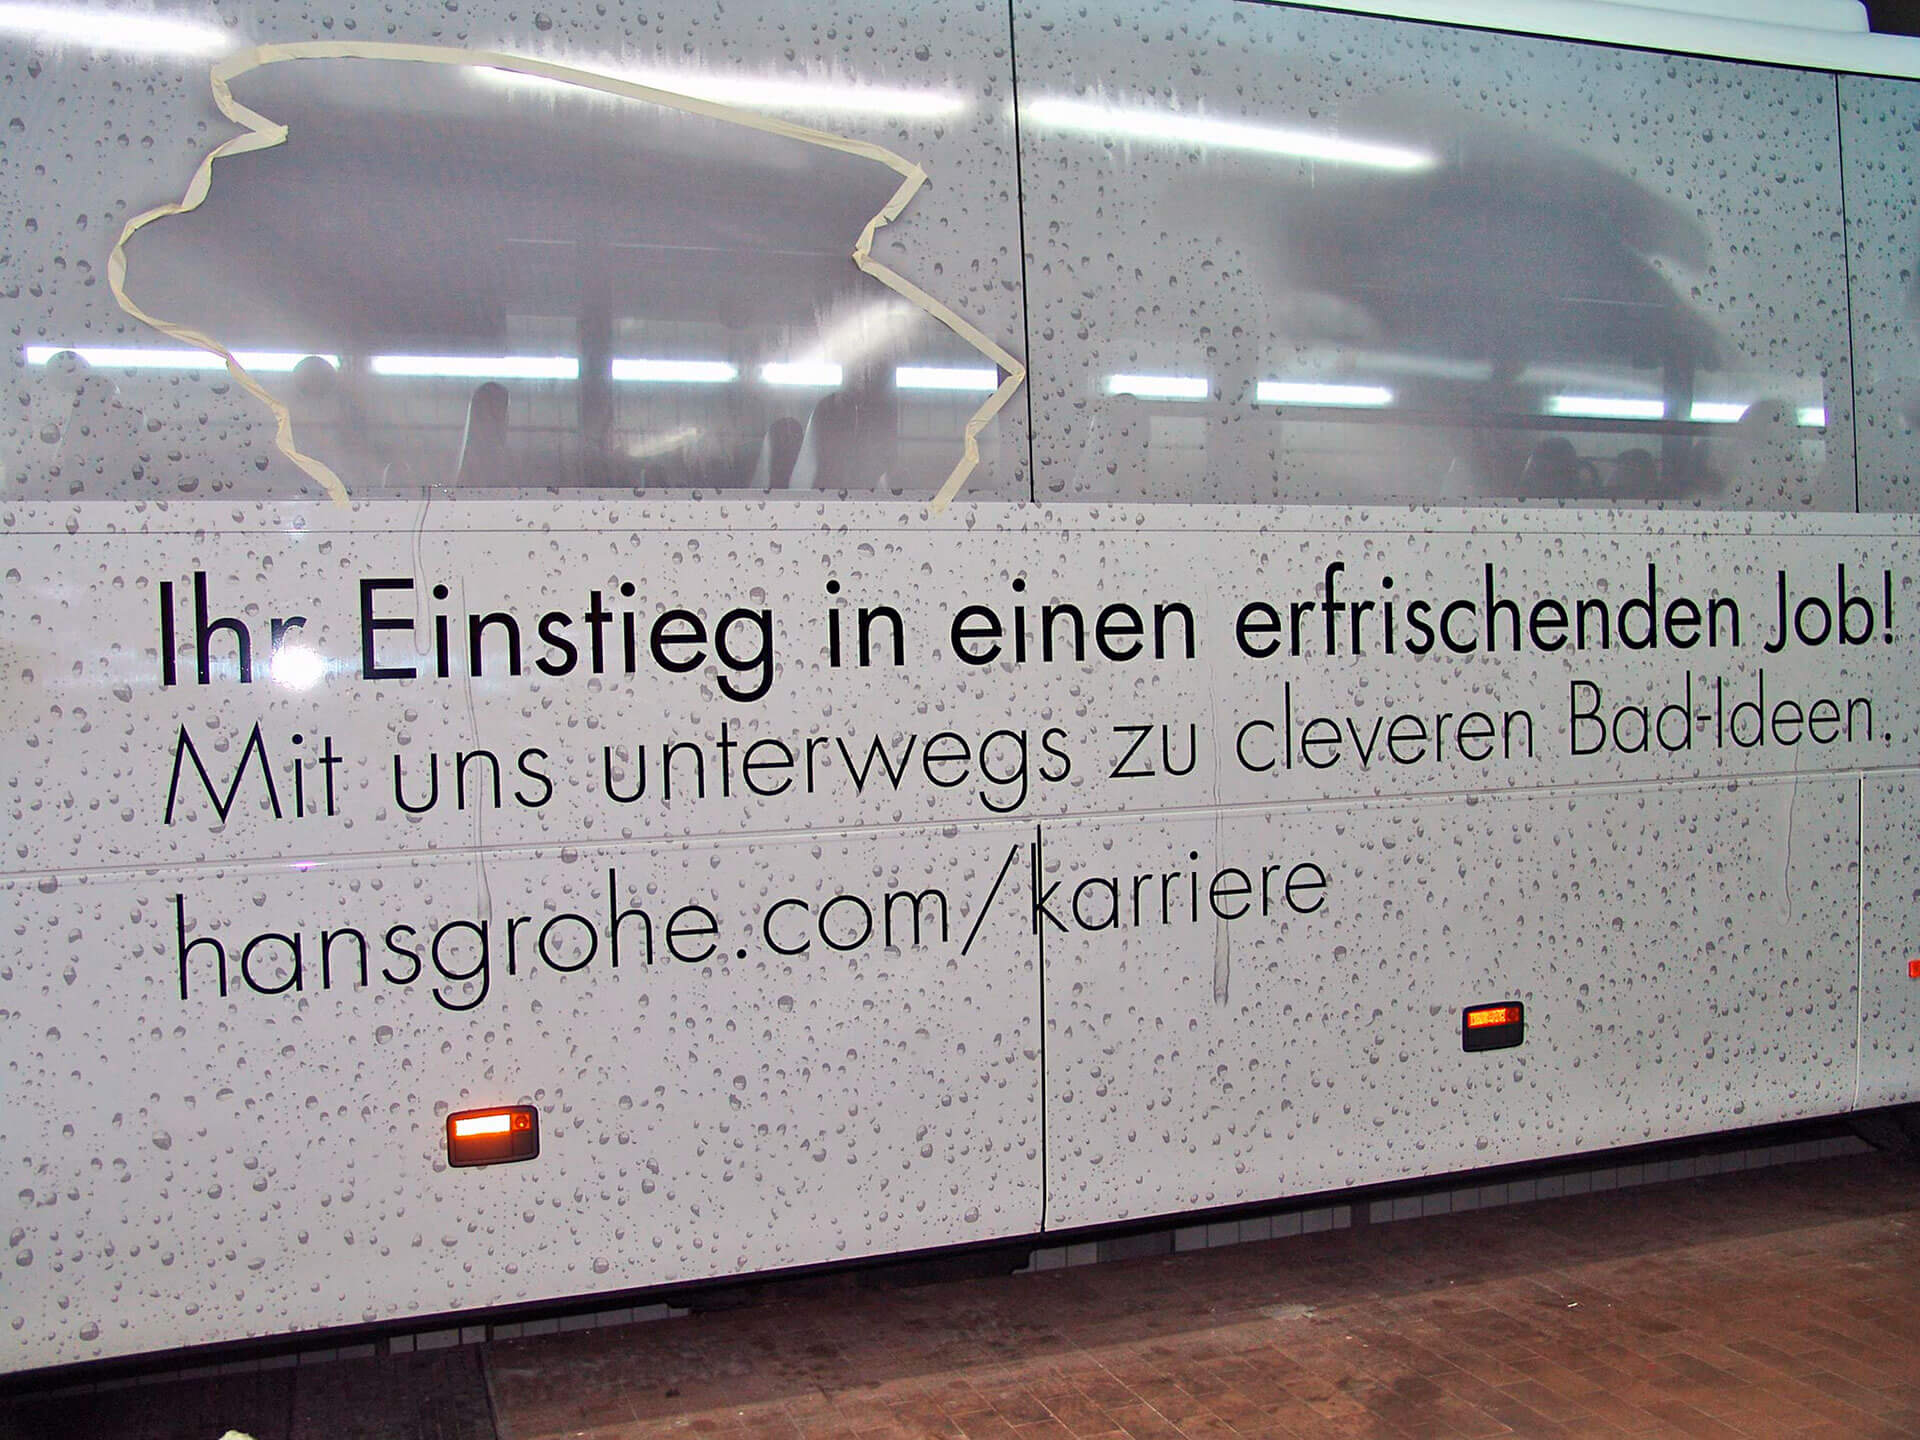 Ihr Einstieg in einen erfrischenden Job!
Mit uns unterwegs zu cleveren Bad-Ideen.
hansgrohe.com/karriere